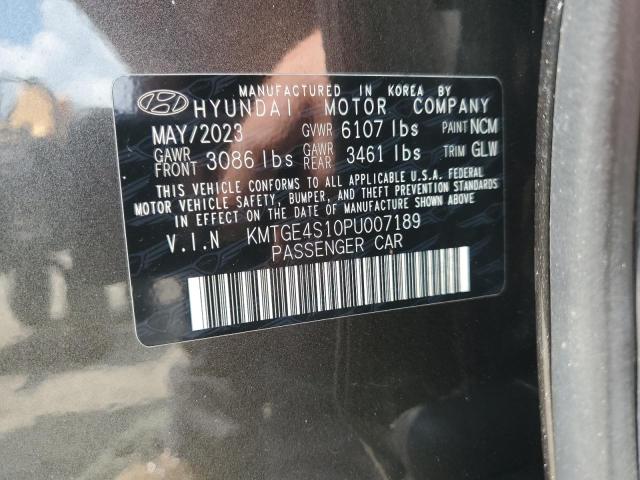 MANUFACTURED IN KOREA BY
HYUNDAI MOTOR COMPANY
MAY/2023 GVWR 6107 lbs PAINT NCM
GAWR FRONT 3086 lbs GAWR REAR 3461 lbs TRIM GLW
THIS VEHICLE CONFORMS TO ALL APPLICABLE U.S.A. FEDERAL
MOTOR VEHICLE SAFETY, BUMPER, AND THEFT PREVENTION STANDARDS
IN EFFECT ON THE DATE OF MANUFACTURE SHOWN ABOVE.
V.I.N KMTGE4S10PU007189
PASSENGER CAR